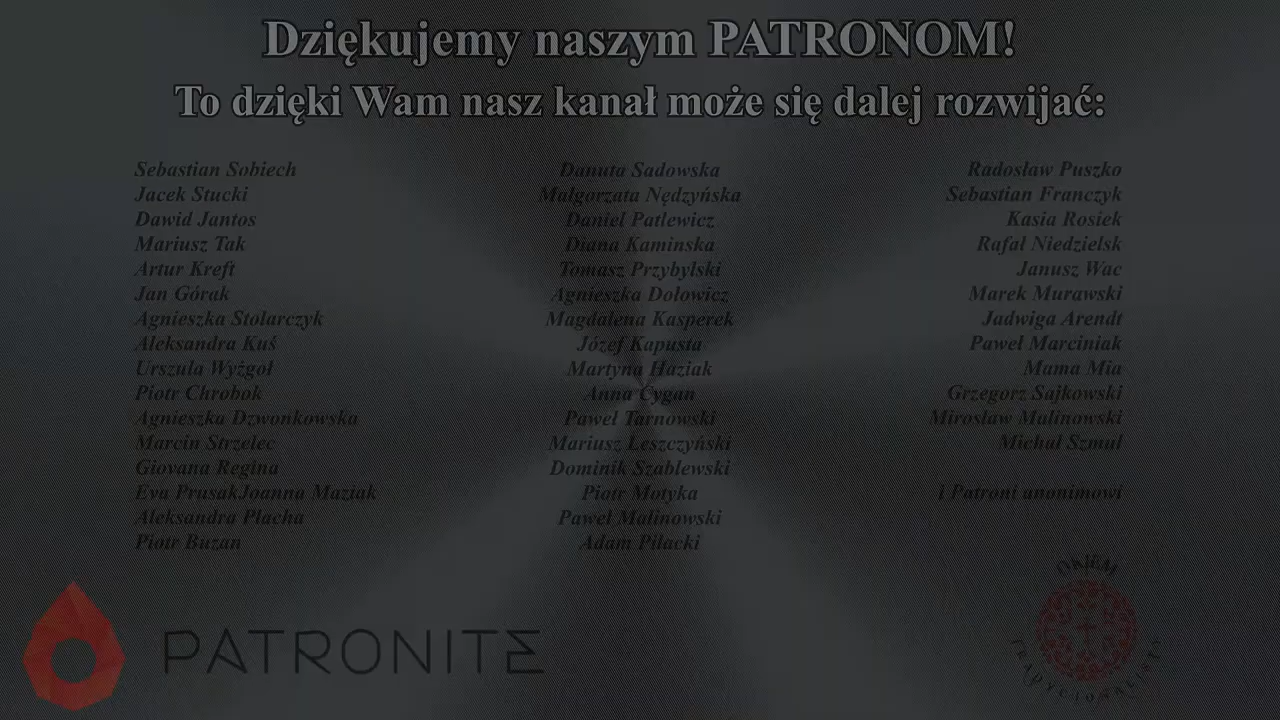 Dziękujemy naszym PATRONOM!
To dzięki Wam nasz kanał może się dalej rozwijać:
Sebastian Sobiech
Jacek Stucki
Dawid Jantos
Mariusz Tak
Artur Kreft
Jan Górak
Agnieszka Stolarczyk
Aleksandra Kuś
Urszula Wyżgoł
Piotr Chrobok
Agnieszka Dzwonkowska
Marcin Strzelec
Giovana Regina
Eva PrusakJoanna Maziak
Aleksandra Płacha
Piotr Buzan
Danuta Sadowska
Małgorzata Nędzyńska
Daniel Patlewicz
Diana Kaminska
Tomasz Przybylski
Agnieszka Dołowicz
Magdalena Kasperek
Józef Kapusta
Martyna Haziak
Anna Cygan
Paweł Tarnowski
Mariusz Leszczyński
Dominik Szablewski
Piotr Motyka
Paweł Malinowski
Adam Piłacki
Radosław Puszko
Sebastian Franczyk
Kasia Rosiek
Rafał Niedzielsk
Janusz Wac
Marek Murawski
Jadwiga Arendt
Paweł Marciniak
Mama Mia
Grzegorz Sajkowski
Mirosław Malinowski
Michał Szmul
I Patroni anonimowi
PATRONITE
OKIEM
Tradycjonalisty